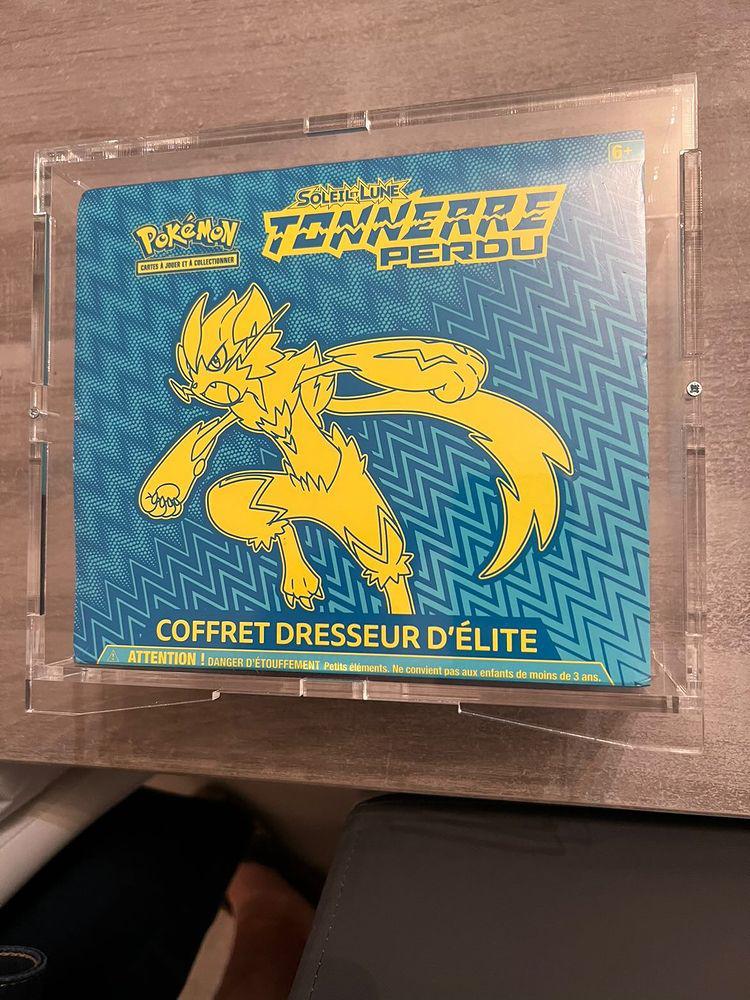 6+
SOLEIL & LUNE
TONNERRE
PERDU
POKÉMON
CARTES À JOUER ET À COLLECTIONNER
COFFRET DRESSEUR D'ÉLITE
ATTENTION ! DANGER D'ÉTOUFFEMENT Petits éléments. Ne convient pas aux enfants de moins de 3 ans.